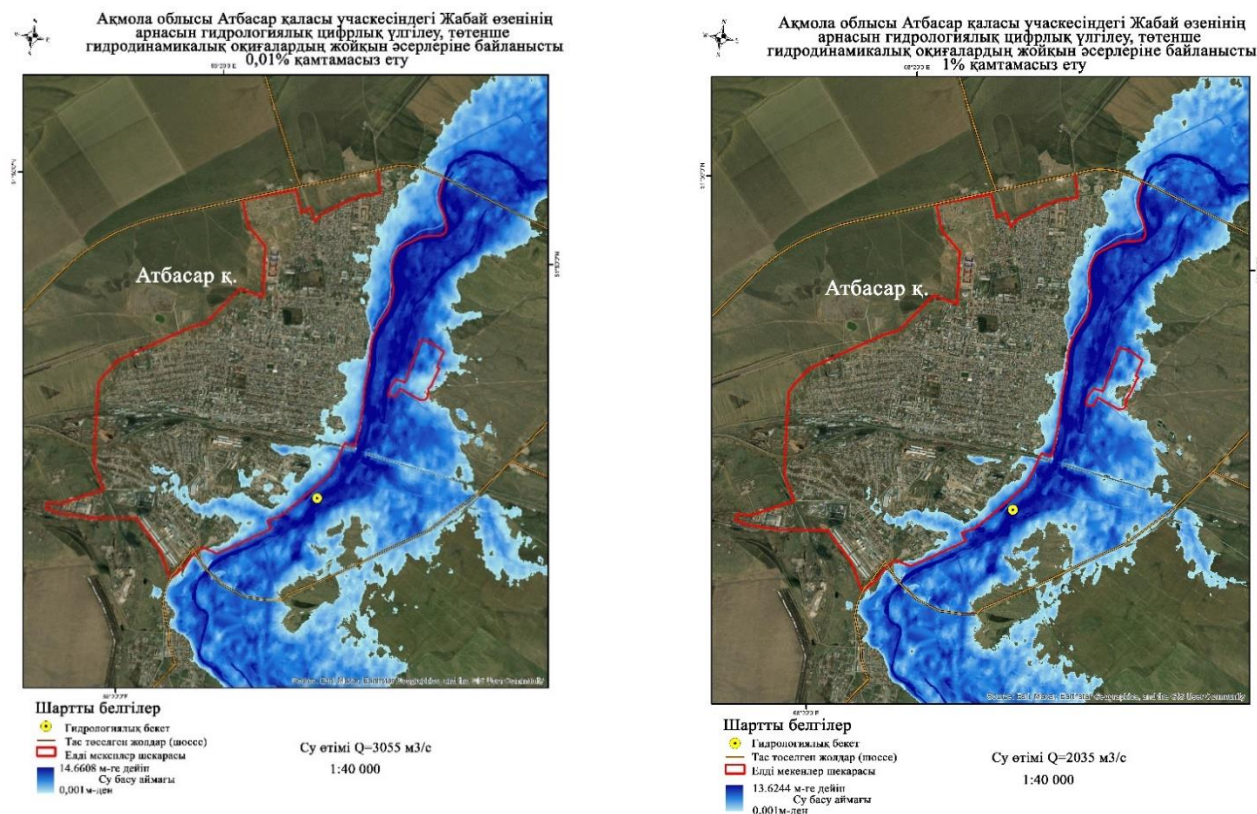 Ақмола облысы Атбасар қаласы учаскесіндегі Жабай өзенінің
арнасын гидрологиялық цифрлық үлгілеу, төтенше
гидродинамикалық оқиғалардың жойқын әсерлеріне байланысты
0,01% қамтамасыз ету
Атбасар қ.
Шартты белгілер
Гидрологиялық бекет
Тас төселген жолдар (шоссе)
Елді мекенлер шекарасы
14.6608 м-ге дейін
Су басу аймағы
0,001м-ден
Су өтімі Q=3055 м3/с
1:40 000
Ақмола облысы Атбасар қаласы учаскесіндегі Жабай өзенінің
арнасын гидрологиялық цифрлық үлгілеу, төтенше
гидродинамикалық оқиғалардың жойқын әсерлеріне байланысты
1% қамтамасыз ету
Атбасар қ.
Шартты белгілер
Гидрологиялық бекет
Тас төселген жолдар (шоссе)
Елді мекенлер шекарасы
13.6244 м-ге дейін
Су басу аймағы
0,001м-ден
Су өтімі Q=2035 м3/с
1:40 000